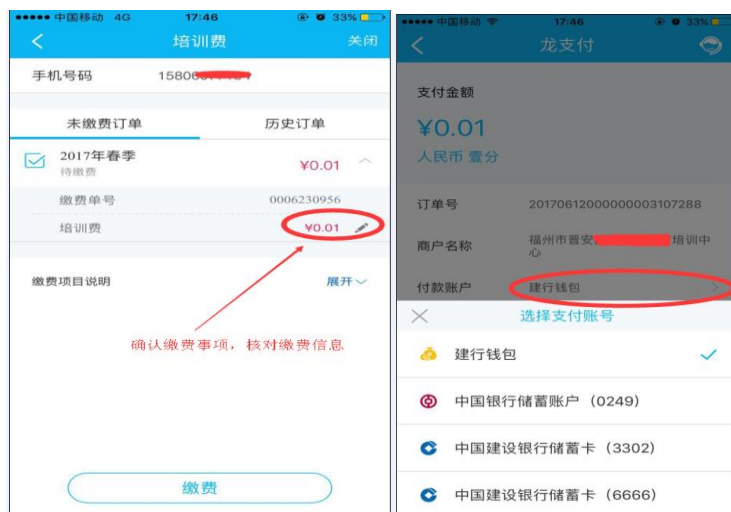 中国移动 4G 17:46 33%
培训费 关闭
手机号码 15806
未缴费订单 历史订单
2017年春季
待缴费
¥0.01
缴费单号 0006230956
培训费 ¥0.01
缴费项目说明 展开
确认缴费事项，核对缴费信息
缴费
中国移动 17:46 33%
龙支付
支付金额
¥0.01
人民币 壹分
订单号 20170612000000003107288
商户名称 福州市晋安 培训中
心
付款账户 建行钱包
选择支付账号
建行钱包
中国银行储蓄账户（0249）
中国建设银行储蓄卡（3302）
中国建设银行储蓄卡（6666）